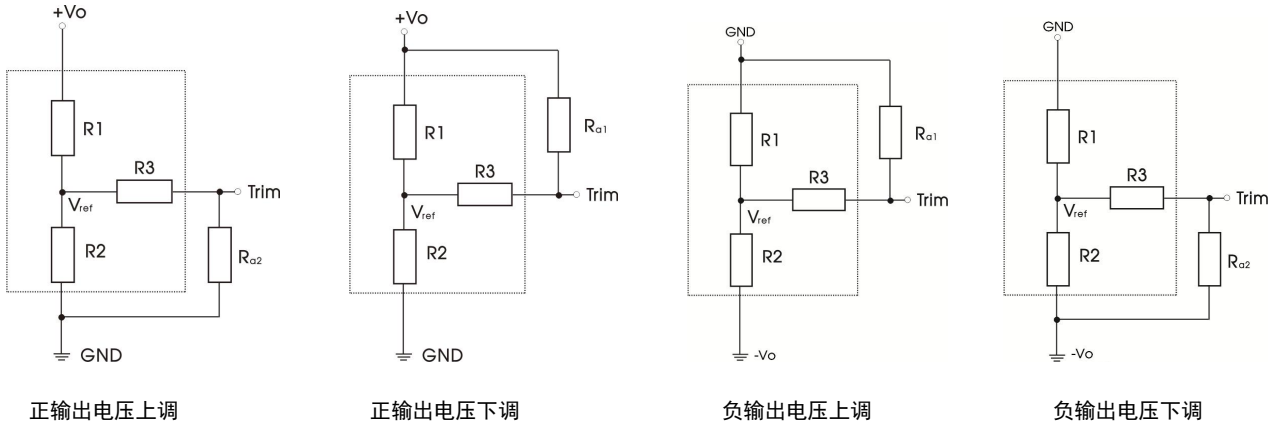 +Vo
R1
R3
Trim
Vref
R2
Ra2
GND
正输出电压上调
+Vo
R1
Ra1
R3
Trim
Vref
R2
GND
正输出电压下调
GND
R1
Ra1
R3
Trim
Vref
R2
-Vo
负输出电压上调
GND
R1
R3
Trim
Vref
R2
Ra2
-Vo
负输出电压下调